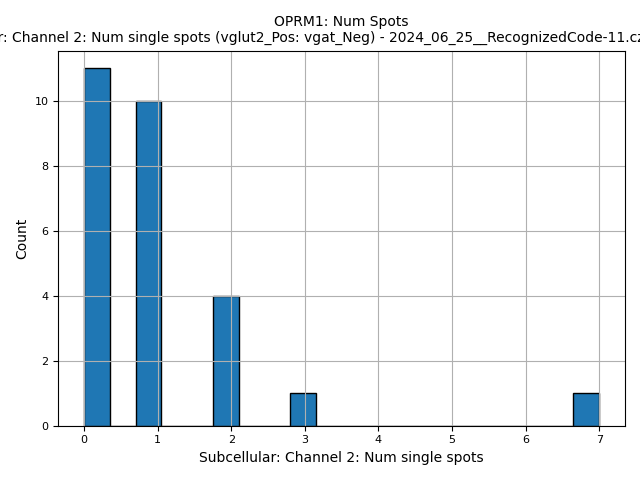 OPRM1: Num Spots
r: Channel 2: Num single spots (vglut2_Pos: vgat_Neg) - 2024_06_25__RecognizedCode-11.cz
Count
10
8
6
4
2
0
0 1 2 3 4 5 6 7
Subcellular: Channel 2: Num single spots